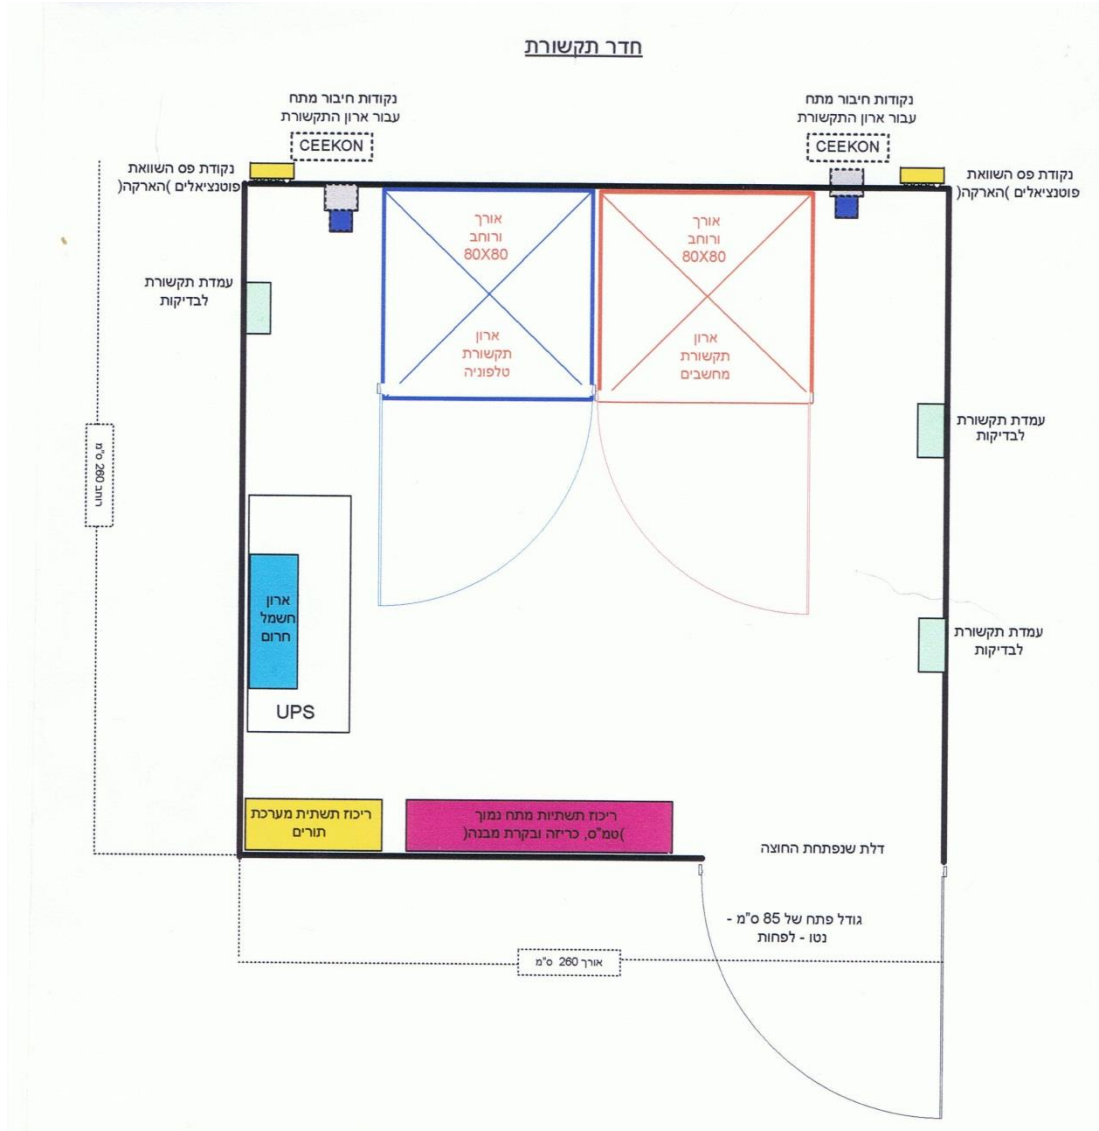 חדר תקשורת
נקודות חיבור מתח
עבור ארון התקשורת
CEEKON
נקודות חיבור מתח
עבור ארון התקשורת
CEEKON
נקודת פס השוואת
פוטנציאלים )הארקה(
נקודת פס השוואת
פוטנציאלים )הארקה(
אורך
ורוחב
80X80
ארון
תקשורת
מחשבים
אורך
ורוחב
80X80
ארון
תקשורת
טלפוניה
עמדת תקשורת
לבדיקות
עמדת תקשורת
לבדיקות
עמדת תקשורת
לבדיקות
רוחב 260 ס"מ
ארון
חשמל
חרום
UPS
ריכוז תשתיות מתח נמוך
)טמ"ס, כריזה ובקרת מבנה(
ריכוז תשתית מערכת
תורים
דלת שנפתחת החוצה
גודל פתח של 85 ס"מ -
נטו - לפחות
אורך 260 ס"מ